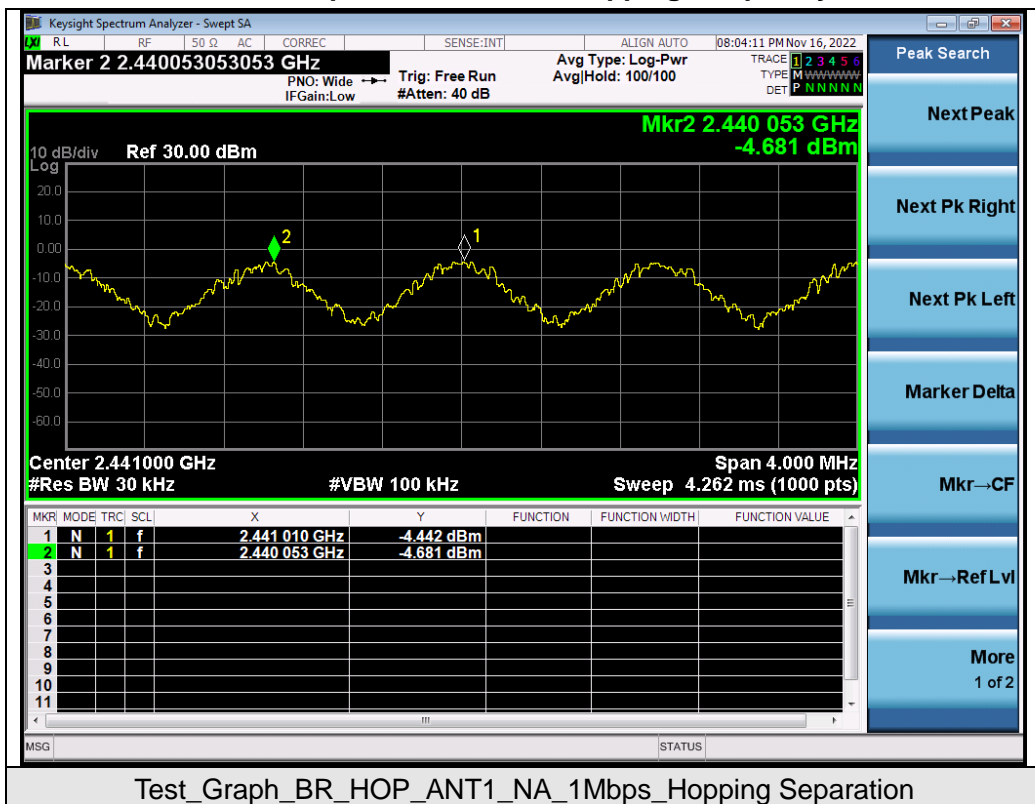 Keysight Spectrum Analyzer - Swept SA
LXI RL RF 50 Ω AC CORREC SENSE:INT ALIGN AUTO 08:04:11 PM Nov 16, 2022
Marker 2 2.440053053053 GHz
PNO: Wide
IFGain:Low
Trig: Free Run
#Atten: 40 dB
Avg Type: Log-Pwr
Avg|Hold: 100/100
TRACE 1 2 3 4 5 6
TYPE M W W W W W
DET P N N N N N
Peak Search
Next Peak
Next Pk Right
Next Pk Left
Marker Delta
Mkr→CF
Mkr→Ref Lvl
More
1 of 2
Mkr2 2.440 053 GHz
-4.681 dBm
10 dB/div Ref 30.00 dBm
Log
20.0
10.0
0.00
-10.0
-20.0
-30.0
-40.0
-50.0
-60.0
2
1
Center 2.441000 GHz Span 4.000 MHz
#Res BW 30 kHz #VBW 100 kHz Sweep 4.262 ms (1000 pts)
MKR MODE TRC SCL X Y FUNCTION FUNCTION WIDTH FUNCTION VALUE
1 N 1 f 2.441 010 GHz -4.442 dBm
2 N 1 f 2.440 053 GHz -4.681 dBm
3
4
5
6
7
8
9
10
11
MSG STATUS
Test_Graph_BR_HOP_ANT1_NA_1Mbps_Hopping Separation